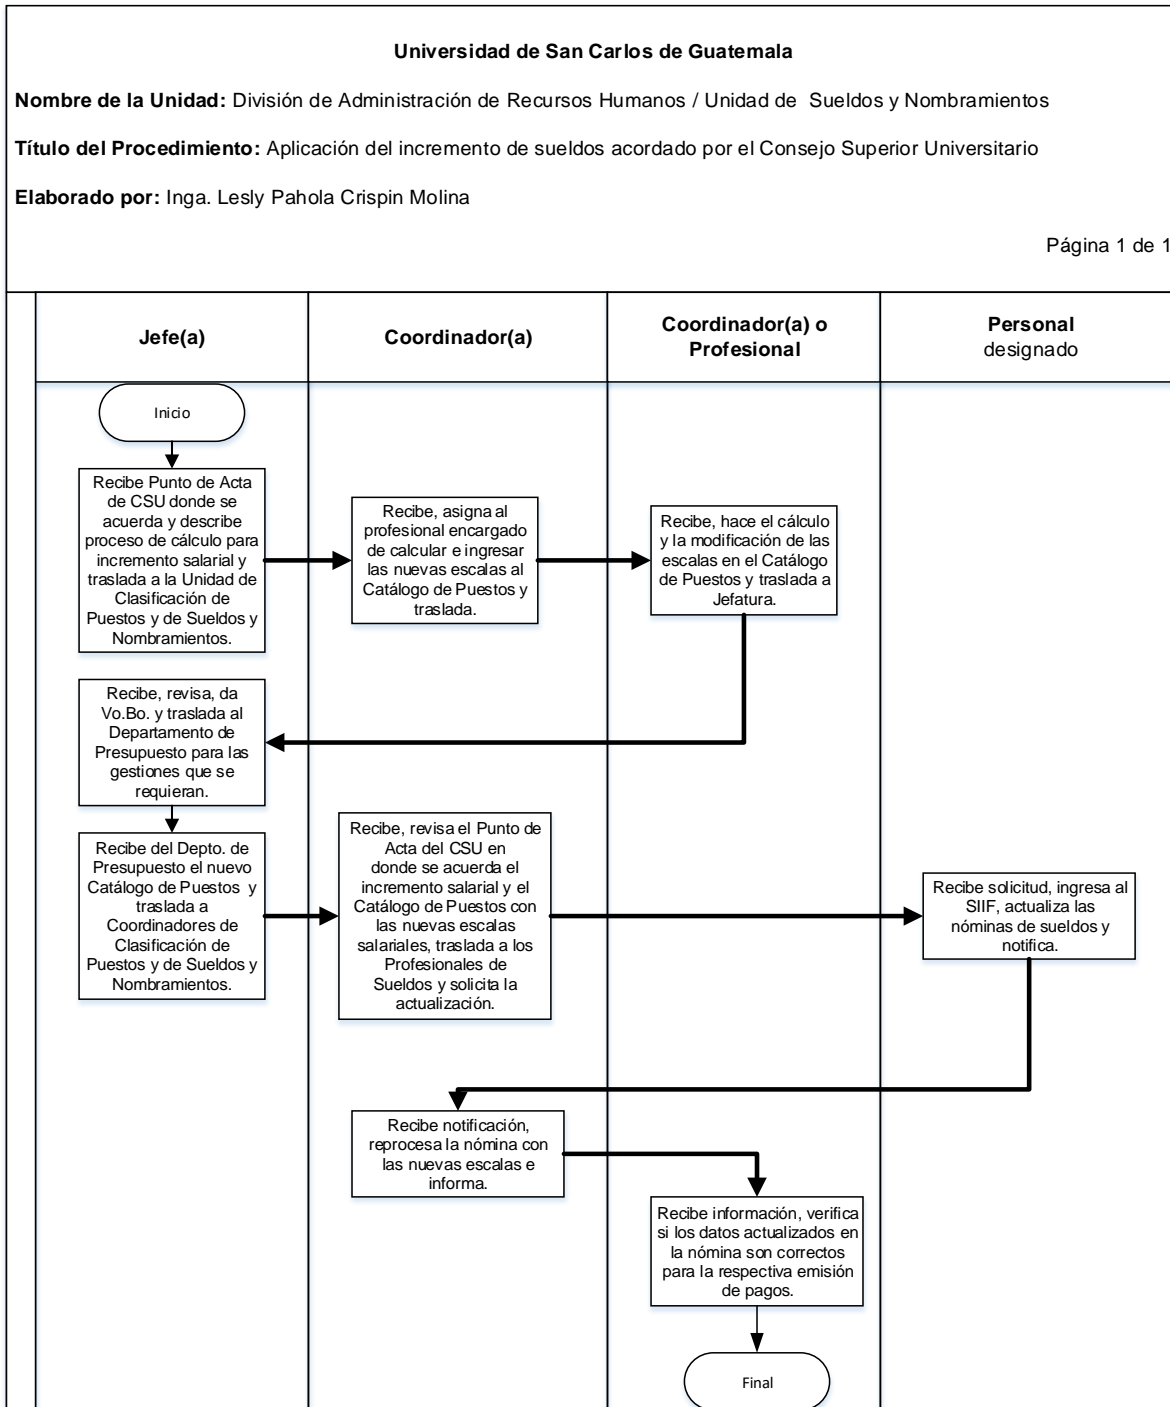 Universidad de San Carlos de Guatemala
Nombre de la Unidad: División de Administración de Recursos Humanos / Unidad de Sueldos y Nombramientos
Título del Procedimiento: Aplicación del incremento de sueldos acordado por el Consejo Superior Universitario
Elaborado por: Inga. Lesly Pahola Crispin Molina
Página 1 de 1
Jefe(a)
Coordinador(a)
Coordinador(a) o
Profesional
Personal
designado
Inicio
Recibe Punto de Acta
de CSU donde se
acuerda y describe
proceso de cálculo para
incremento salarial y
traslada a la Unidad de
Clasificación de
Puestos y de Sueldos y
Nombramientos.
Recibe, asigna al
profesional encargado
de calcular e ingresar
las nuevas escalas al
Catálogo de Puestos y
traslada.
Recibe, hace el cálculo
y la modificación de las
escalas en el Catálogo
de Puestos y traslada a
Jefatura.
Recibe, revisa, da
Vo.Bo. y traslada al
Departamento de
Presupuesto para las
gestiones que se
requieran.
Recibe del Depto. de
Presupuesto el nuevo
Catálogo de Puestos y
traslada a
Coordinadores de
Clasificación de
Puestos y de Sueldos y
Nombramientos.
Recibe, revisa el Punto de
Acta del CSU en
donde se acuerda el
incremento salarial y el
Catálogo de Puestos con
las nuevas escalas
salariales, traslada a los
Profesionales de
Sueldos y solicita la
actualización.
Recibe solicitud, ingresa al
SIIF, actualiza las
nóminas de sueldos y
notifica.
Recibe notificación,
reprocesa la nómina con
las nuevas escalas e
informa.
Recibe información, verifica
si los datos actualizados en
la nómina son correctos
para la respectiva emisión
de pagos.
Final